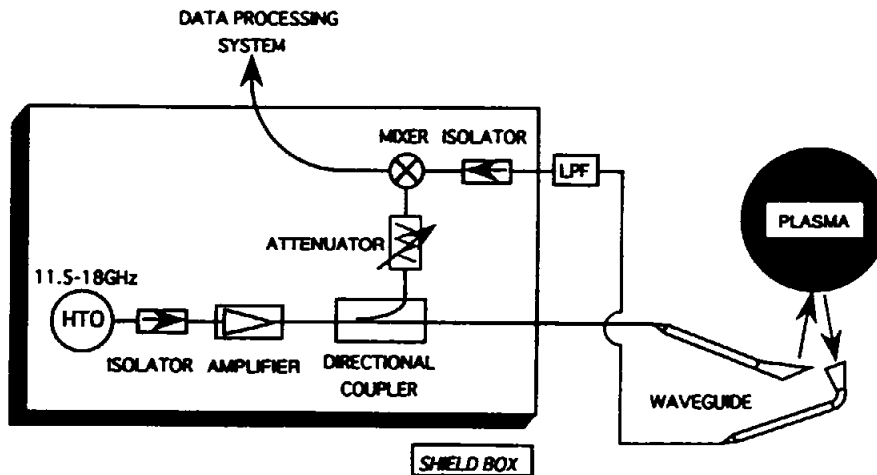 DATA PROCESSING
SYSTEM
MIXER ISOLATOR
LPF
PLASMA
ATTENUATOR
11.5-18GHz
HTO
ISOLATOR AMPLIFIER DIRECTIONAL
COUPLER
WAVEGUIDE
SHIELD BOX